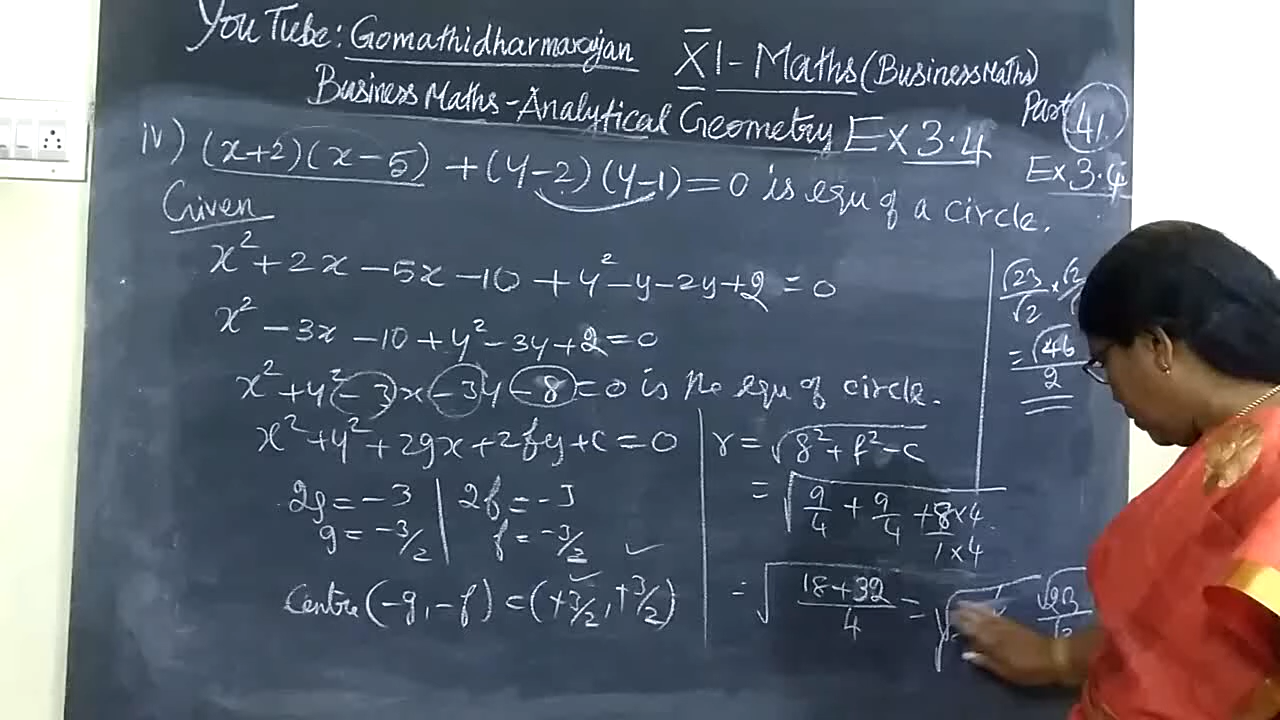 YouTube: Gomathidharmarajan
XI - Maths (Business Maths)
Business Maths - Analytical Geometry Ex 3.4
Part 41
Ex 3.4
iv) (x+2)(x-5) + (y-2)(y-1) = 0 is equ of a circle.
Given
x² + 2x - 5x - 10 + y² - y - 2y + 2 = 0
x² - 3x - 10 + y² - 3y + 2 = 0
x² + y² - 3x - 3y - 8 = 0 is the equ of circle.
x² + y² + 2gx + 2fy + c = 0
2g = -3
g = -3/2
2f = -3
f = -3/2 ✓
Centre (-g, -f) = (+3/2, +3/2)
r = √8² + f² - c
= √9/4 + 9/4 + 8×4/1×4
= √18+32/4 = √
√23/√2
√23/√2 × √2/
= √46/2